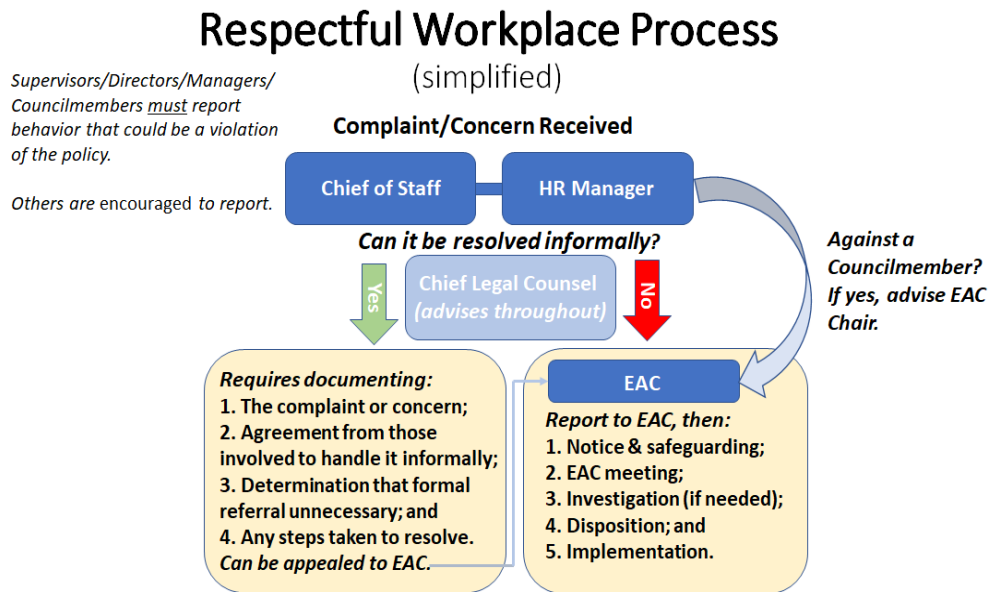 Respectful Workplace Process
(simplified)
Supervisors/Directors/Managers/
Councilmembers must report
behavior that could be a violation
of the policy.
Others are encouraged to report.
Complaint/Concern Received
Chief of Staff
HR Manager
Can it be resolved informally?
Yes
Chief Legal Counsel
(advises throughout)
No
Against a
Councilmember?
If yes, advise EAC
Chair.
Requires documenting:
1. The complaint or concern;
2. Agreement from those
involved to handle it informally;
3. Determination that formal
referral unnecessary; and
4. Any steps taken to resolve.
Can be appealed to EAC.
EAC
Report to EAC, then:
1. Notice & safeguarding;
2. EAC meeting;
3. Investigation (if needed);
4. Disposition; and
5. Implementation.